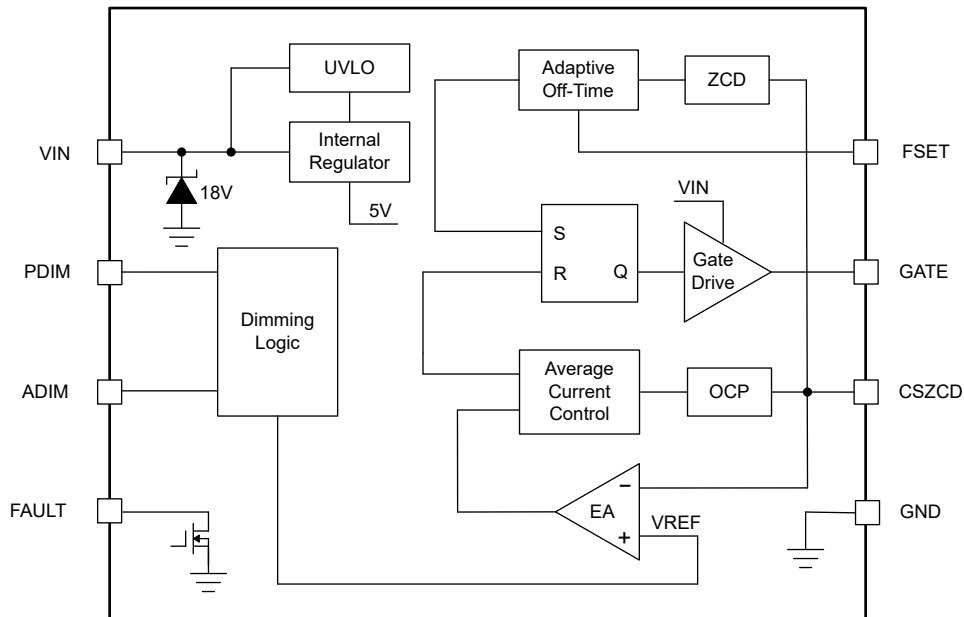 UVLO
Adaptive
Off-Time
ZCD
VIN
Internal
Regulator
FSET
18V
5V
VIN
S
R
Q
Gate
Drive
PDIM
GATE
Dimming
Logic
Average
Current
Control
OCP
ADIM
CSZCD
FAULT
EA
−
+
VREF
GND